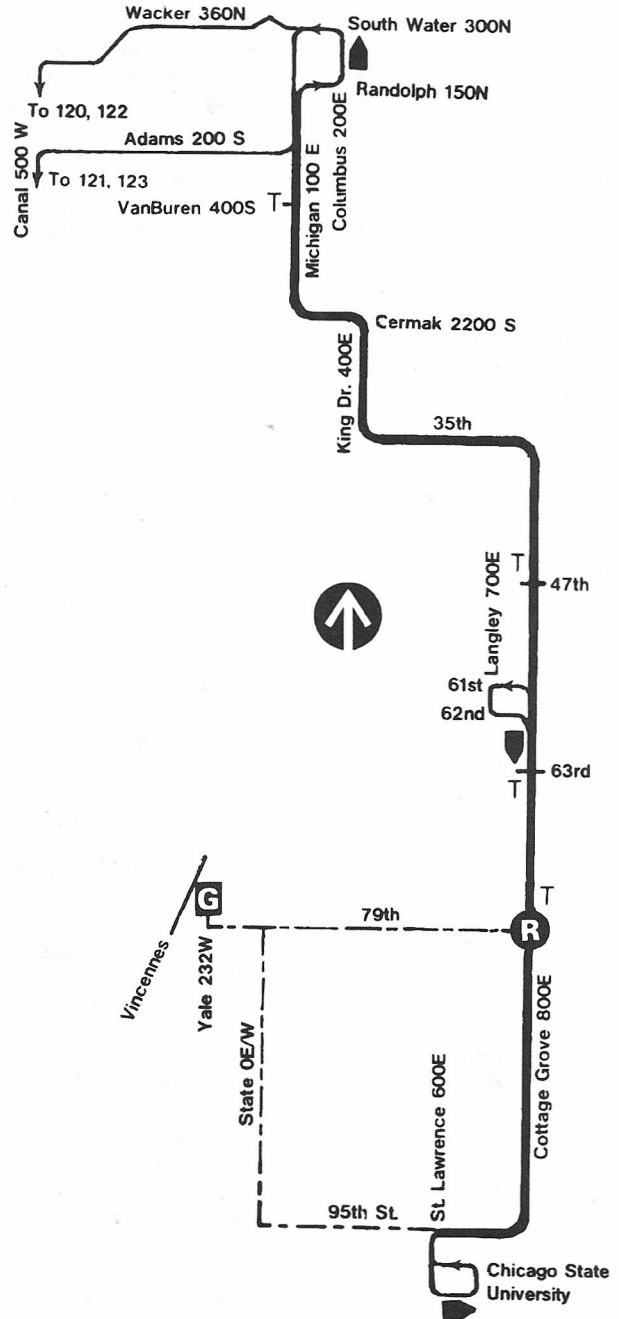 Wacker 360N
South Water 300N
Randolph 150N
To 120, 122
Adams 200 S
Canal 500 W
To 121, 123
Columbus 200E
Michigan 100 E
VanBuren 400S
T
Cermak 2200 S
King Dr. 400E
35th
T
47th
Langley 700E
61st
62nd
63rd
T
T
G
79th
R
Vincennes
Yale 232W
State 0E/W
St. Lawrence 600E
Cottage Grove 800E
95th St.
Chicago State
University